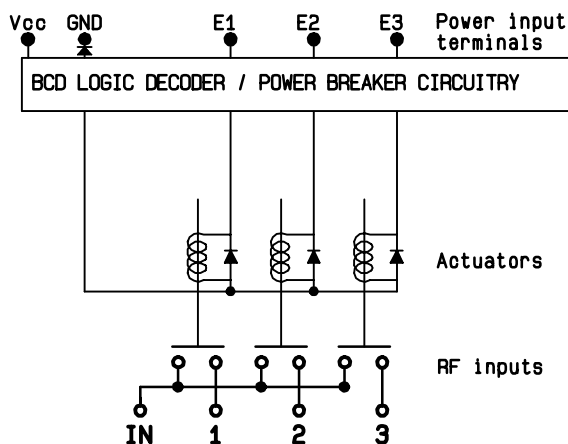 Vcc GND E1 E2 E3 Power input
terminals
BCD LOGIC DECODER / POWER BREAKER CIRCUITRY
Actuators
RF inputs
IN 1 2 3